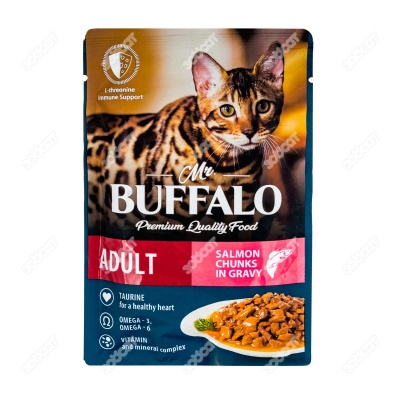 L-threonine
Immune Support
Mr
BUFFALO
Premium Quality Food
ADULT
SALMON
CHUNKS
IN GRAVY
TAURINE
for a healthy heart
OMEGA - 3,
OMEGA - 6
VITAMIN
and mineral complex